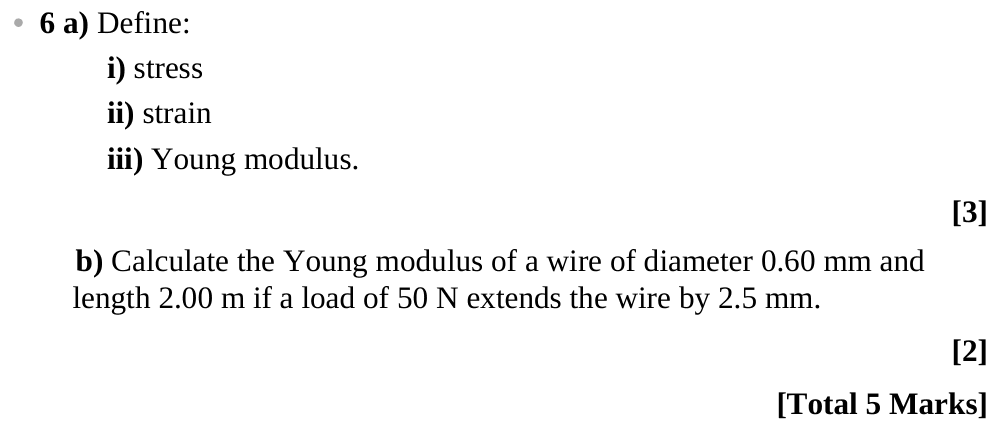 • 6 a) Define:
i) stress
ii) strain
iii) Young modulus.
[3]
b) Calculate the Young modulus of a wire of diameter 0.60 mm and
length 2.00 m if a load of 50 N extends the wire by 2.5 mm.
[2]
[Total 5 Marks]